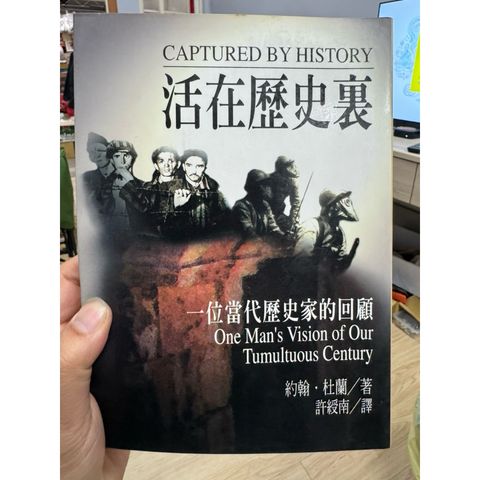 CAPTURED BY HISTORY
活在歷史裏
一位當代歷史家的回顧
One Man's Vision of Our
Tumultuous Century
約翰．杜蘭／著
許綬南／譯